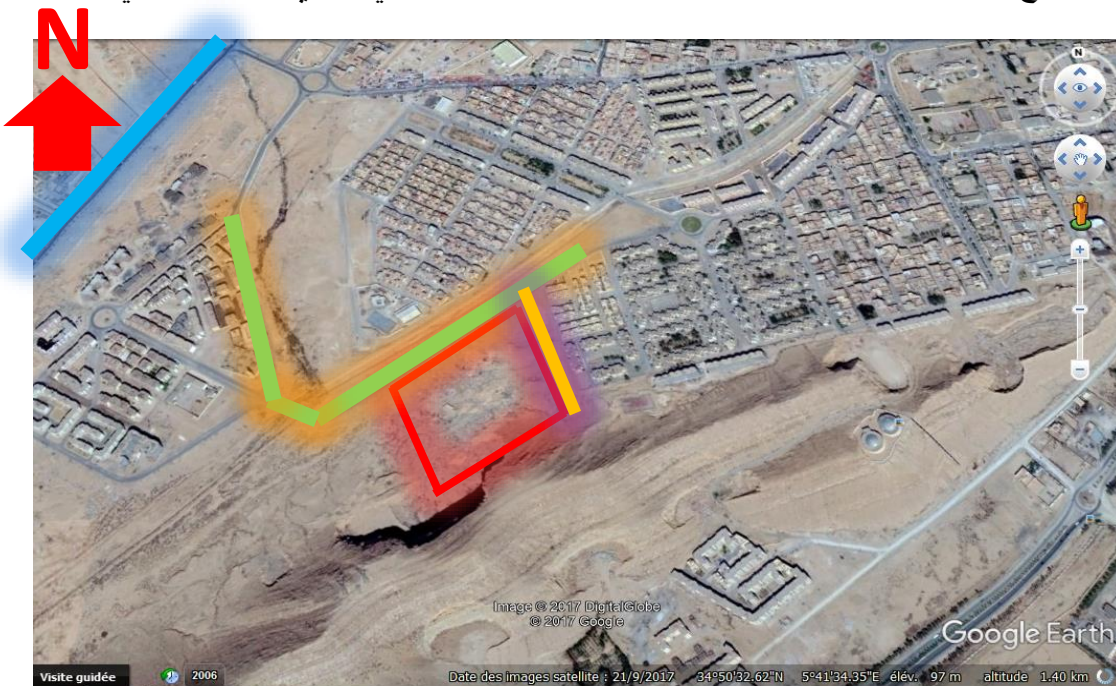 N
N
Image © 2017 DigitalGlobe
© 2017 Google
Google Earth
Visite guidée
2006
Date des images satellite : 21/9/2017 34°50'32.62"N 5°41'34.35"E élév. 97 m altitude 1.40 km